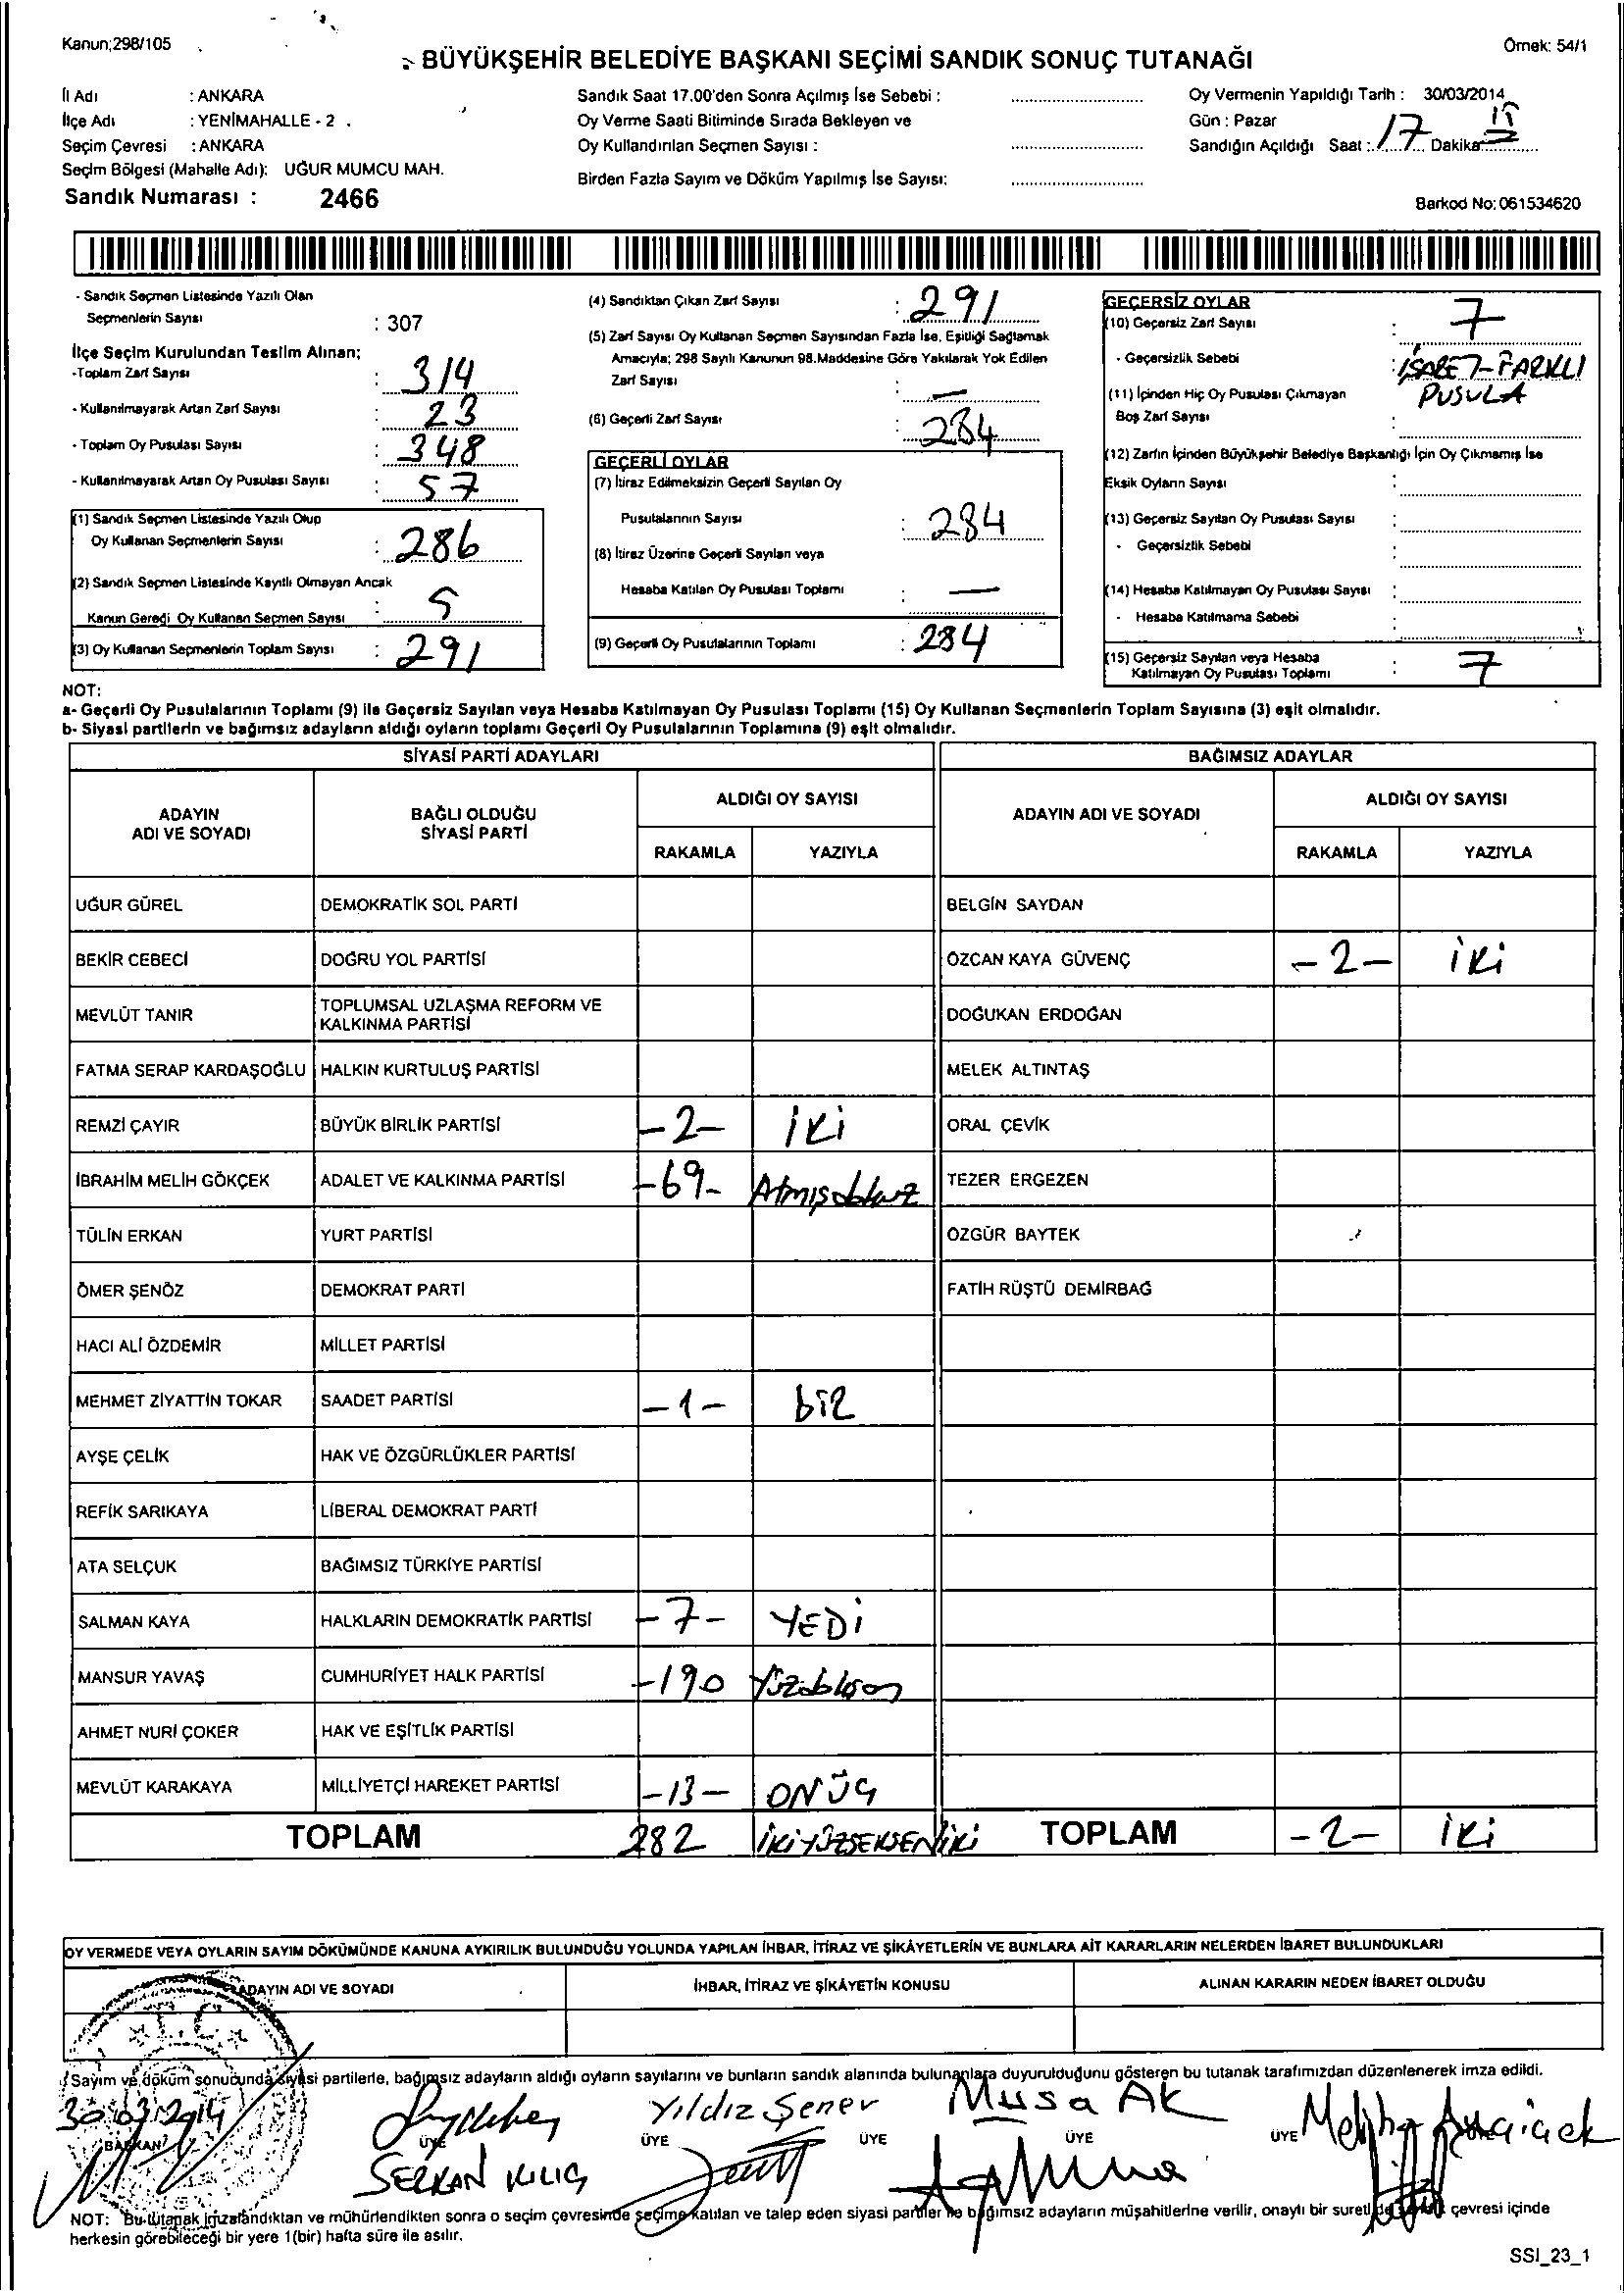 Kanun;298/105
Örnek: 54/1
BÜYÜKŞEHİR BELEDİYE BAŞKANI SEÇİMİ SANDIK SONUÇ TUTANAĞI
İl Adı : ANKARA
İlçe Adı : YENİMAHALLE - 2
Seçim Çevresi : ANKARA
Seçim Bölgesi (Mahalle Adı): UĞUR MUMCU MAH.
Sandık Numarası : 2466
Sandık Saat 17.00'den Sonra Açılmış İse Sebebi :
Oy Verme Saati Bitiminde Sırada Bekleyen ve
Oy Kullandırılan Seçmen Sayısı :
Birden Fazla Sayım ve Döküm Yapılmış İse Sayısı:
Oy Vermenin Yapıldığı Tarih : 30/03/2014
Gün : Pazar
Sandığın Açıldığı Saat : 17 Dakika: 15
Barkod No: 061534620
- Sandık Seçmen Listesinde Yazılı Olan
Seçmenlerin Sayısı : 307
İlçe Seçim Kurulundan Teslim Alınan;
-Toplam Zarf Sayısı : 314
- Kullanılmayarak Artan Zarf Sayısı : 23
- Toplam Oy Pusulası Sayısı : 348
- Kullanılmayarak Artan Oy Pusulası Sayısı : 57
(1) Sandık Seçmen Listesinde Yazılı Olup
Oy Kullanan Seçmenlerin Sayısı : 286
(2) Sandık Seçmen Listesinde Kayıtlı Olmayan Ancak
Kanun Gereği Oy Kullanan Seçmen Sayısı : 5
(3) Oy Kullanan Seçmenlerin Toplam Sayısı : 291
(4) Sandıktan Çıkan Zarf Sayısı : 291
(5) Zarf Sayısı Oy Kullanan Seçmen Sayısından Fazla İse, Eşitliği Sağlamak
Amacıyla; 298 Sayılı Kanunun 98.Maddesine Göre Yakılarak Yok Edilen
Zarf Sayısı : —
(6) Geçerli Zarf Sayısı : 284
GEÇERLİ OYLAR
(7) İtiraz Edilmeksizin Geçerli Sayılan Oy
Pusulalarının Sayısı : 284
(8) İtiraz Üzerine Geçerli Sayılan veya
Hesaba Katılan Oy Pusulası Toplamı : —
(9) Geçerli Oy Pusulalarının Toplamı : 284
GEÇERSİZ OYLAR
(10) Geçersiz Zarf Sayısı : 7
- Geçersizlik Sebebi : İSARET-FARKLI
PUSULA
(11) İçinden Hiç Oy Pusulası Çıkmayan
Boş Zarf Sayısı :
(12) Zarfın İçinden Büyükşehir Belediye Başkanlığı İçin Oy Çıkmamış İse
Eksik Oyların Sayısı :
(13) Geçersiz Sayılan Oy Pusulası Sayısı :
- Geçersizlik Sebebi :
(14) Hesaba Katılmayan Oy Pusulası Sayısı :
- Hesaba Katılmama Sebebi :
(15) Geçersiz Sayılan veya Hesaba
Katılmayan Oy Pusulası Toplamı : 7
NOT:
a- Geçerli Oy Pusulalarının Toplamı (9) ile Geçersiz Sayılan veya Hesaba Katılmayan Oy Pusulası Toplamı (15) Oy Kullanan Seçmenlerin Toplam Sayısına (3) eşit olmalıdır.
b- Siyasi partilerin ve bağımsız adayların aldığı oyların toplamı Geçerli Oy Pusulalarının Toplamına (9) eşit olmalıdır.
SİYASİ PARTİ ADAYLARI BAĞIMSIZ ADAYLAR
ADAYIN
ADI VE SOYADI
BAĞLI OLDUĞU
SİYASİ PARTİ
ALDIĞI OY SAYISI
RAKAMLA YAZIYLA
ADAYIN ADI VE SOYADI
ALDIĞI OY SAYISI
RAKAMLA YAZIYLA
UĞUR GÜREL DEMOKRATİK SOL PARTİ BELGİN SAYDAN
BEKİR CEBECİ DOĞRU YOL PARTİSİ ÖZCAN KAYA GÜVENÇ -2- İKİ
MEVLÜT TANIR TOPLUMSAL UZLAŞMA REFORM VE
KALKINMA PARTİSİ DOĞUKAN ERDOĞAN
FATMA SERAP KARDAŞOĞLU HALKIN KURTULUŞ PARTİSİ MELEK ALTINTAŞ
REMZİ ÇAYIR BÜYÜK BİRLİK PARTİSİ -2- İKİ ORAL ÇEVİK
İBRAHİM MELİH GÖKÇEK ADALET VE KALKINMA PARTİSİ -69- Atmışdokuz TEZER ERGEZEN
TÜLİN ERKAN YURT PARTİSİ ÖZGÜR BAYTEK
ÖMER ŞENÖZ DEMOKRAT PARTİ FATİH RÜŞTÜ DEMİRBAĞ
HACI ALİ ÖZDEMİR MİLLET PARTİSİ
MEHMET ZİYATTİN TOKAR SAADET PARTİSİ -1- BİR
AYŞE ÇELİK HAK VE ÖZGÜRLÜKLER PARTİSİ
REFİK SARIKAYA LİBERAL DEMOKRAT PARTİ
ATA SELÇUK BAĞIMSIZ TÜRKİYE PARTİSİ
SALMAN KAYA HALKLARIN DEMOKRATİK PARTİSİ -7- YEDİ
MANSUR YAVAŞ CUMHURİYET HALK PARTİSİ -190
AHMET NURİ ÇOKER HAK VE EŞİTLİK PARTİSİ
MEVLÜT KARAKAYA MİLLİYETÇİ HAREKET PARTİSİ -13- ONÜÇ
TOPLAM 282 İKİYÜZSEKSENİKİ TOPLAM -2- İKİ
OY VERMEDE VEYA OYLARIN SAYIM DÖKÜMÜNDE KANUNA AYKIRILIK BULUNDUĞU YOLUNDA YAPILAN İHBAR, İTİRAZ VE ŞİKÂYETLERİN VE BUNLARA AİT KARARLARIN NELERDEN İBARET BULUNDUKLARI
ADAYIN ADI VE SOYADI İHBAR, İTİRAZ VE ŞİKÂYETİN KONUSU ALINAN KARARIN NEDEN İBARET OLDUĞU
T.C.
Sayım ve döküm sonucunda siyasi partilerle, bağımsız adayların aldığı oyların sayılarını ve bunların sandık alanında bulunanlara duyurulduğunu gösteren bu tutanak tarafımızdan düzenlenerek imza edildi.
30/03/2014 Yıldız Şener Musa AK
BAŞKAN ÜYE ÜYE ÜYE ÜYE ÜYE
SERKAN KILIÇ
NOT: Bu tutanak imzalandıktan ve mühürlendikten sonra o seçim çevresinde seçime katılan ve talep eden siyasi partiler ile bağımsız adayların müşahitlerine verilir, onaylı bir sureti de seçim çevresi içinde
herkesin görebileceği bir yere 1(bir) hafta süre ile asılır.
SSI_23_1